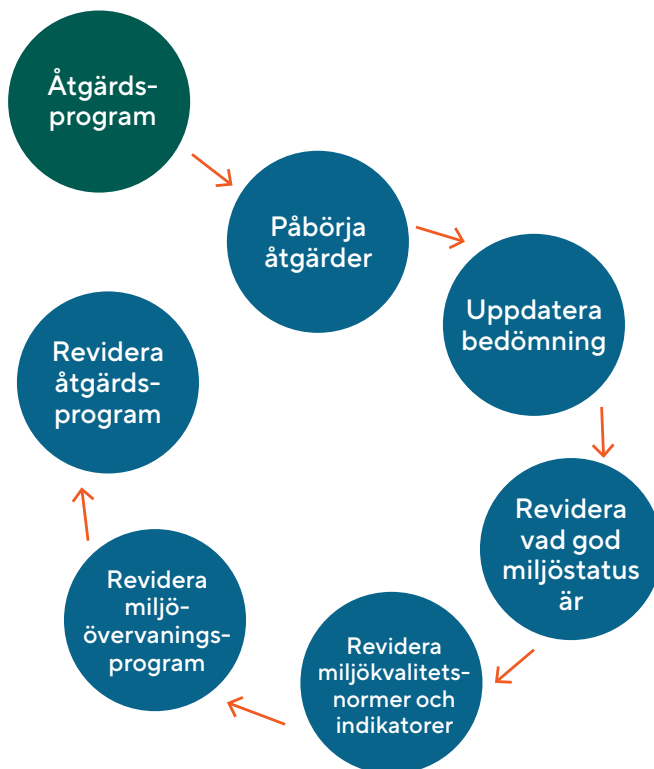 Åtgärds-
program
Påbörja
åtgärder
Uppdatera
bedömning
Revidera
vad god
miljöstatus
är
Revidera
miljökvalitets-
normer och
indikatorer
Revidera
miljö-
övervanings-
program
Revidera
åtgärds-
program